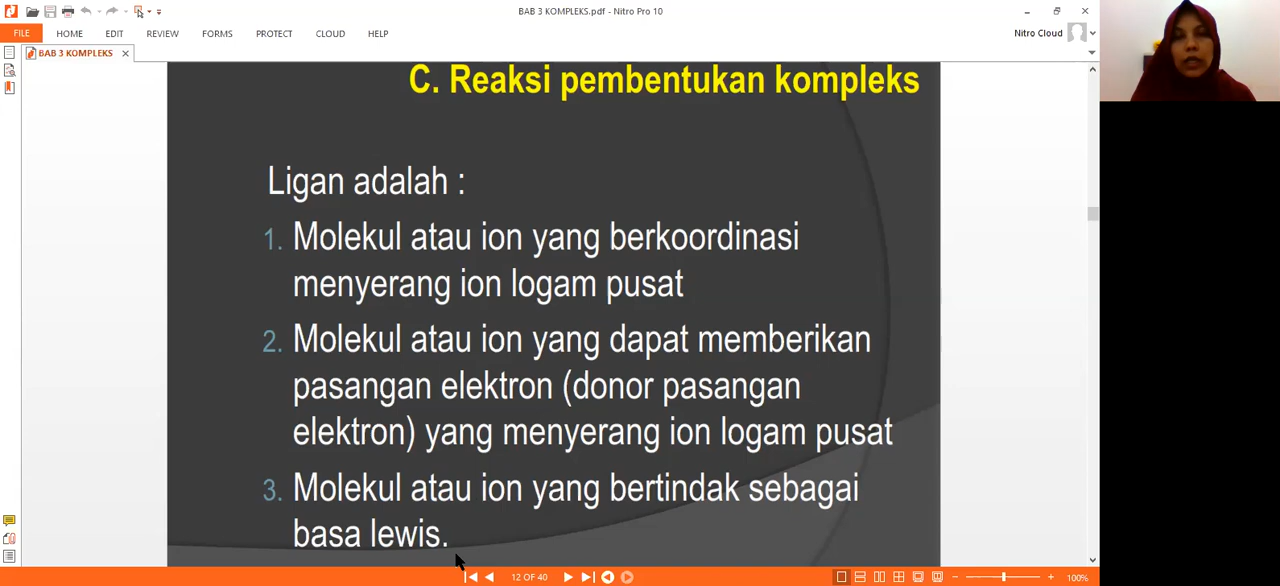 BAB 3 KOMPLEKS.pdf - Nitro Pro 10
FILE HOME EDIT REVIEW FORMS PROTECT CLOUD HELP Nitro Cloud
BAB 3 KOMPLEKS
C. Reaksi pembentukan kompleks
Ligan adalah :
1. Molekul atau ion yang berkoordinasi
menyerang ion logam pusat
2. Molekul atau ion yang dapat memberikan
pasangan elektron (donor pasangan
elektron) yang menyerang ion logam pusat
3. Molekul atau ion yang bertindak sebagai
basa lewis.
12 OF 40 100%